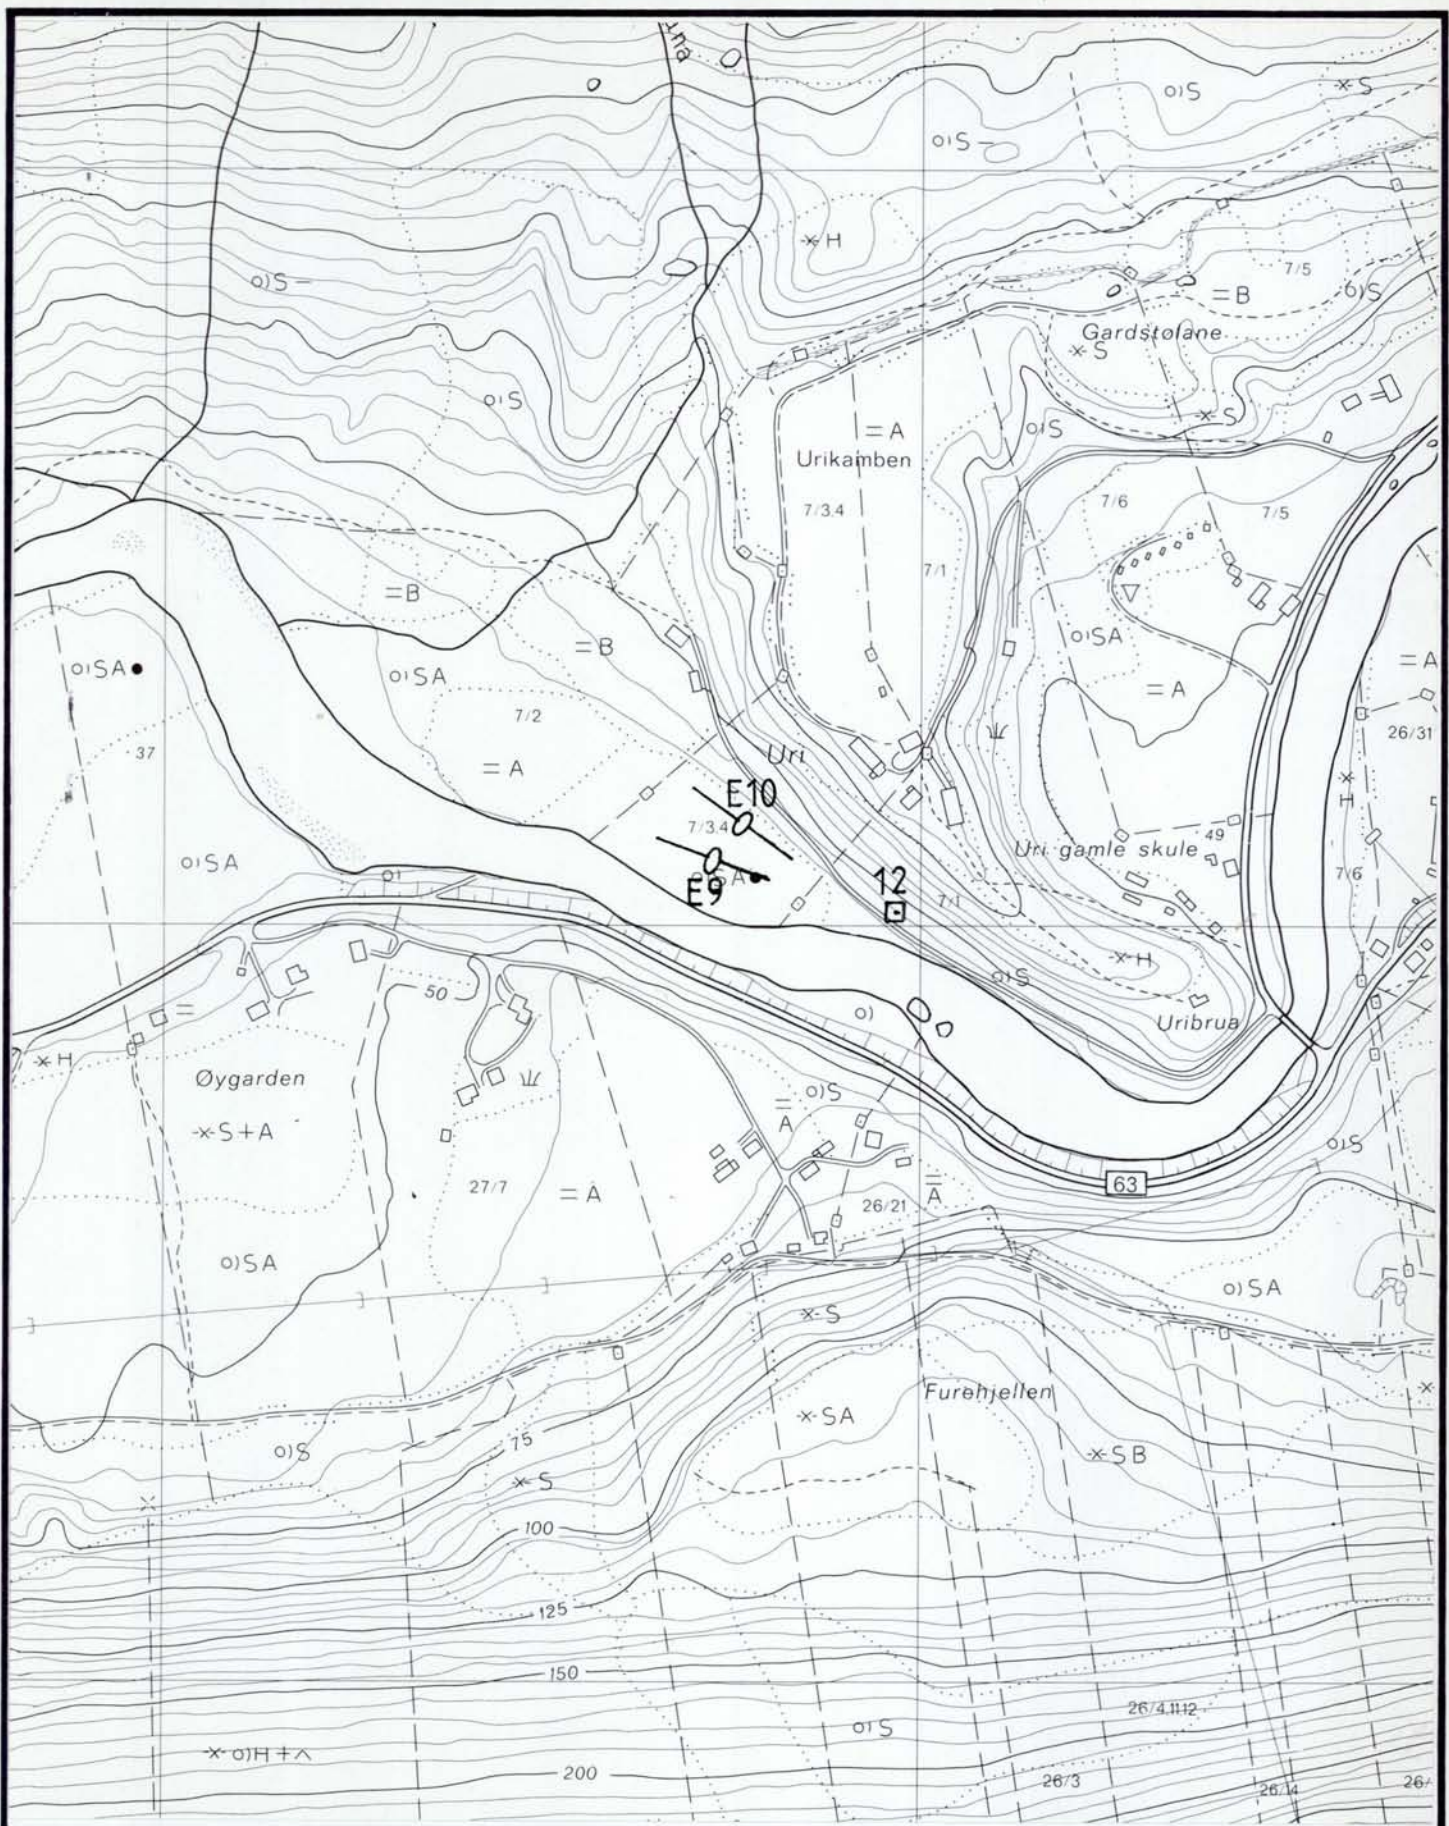 o)S
-x-S
o)S
-x-H
7/5
o)S
=B
o)S
Gardstølane
-x-S
o)S
-x-S
o)S
=A
Urikamben
7/3.4
7/6
7/5
7/1
=B
=B
o)SA
o)SA
o)SA
=A
=A
7/2
26/31
37
Uri
=A
E10
H
7/3.4
49
Uri gamle skule
o)SA
7/6
E9
12
7/1
-x-H
o)S
50
o)
Uribrua
-x-H
Øygarden
o)S
A
-x-S+A
o)S
63
27/7
=A
A
26/21
o)SA
o)SA
-x-S
Furehjellen
-x-SA
75
o)S
-x-SB
-x-S
100
125
150
26/4.11.12
o)S
-x-o)H+^
200
26/3
26/14
26/